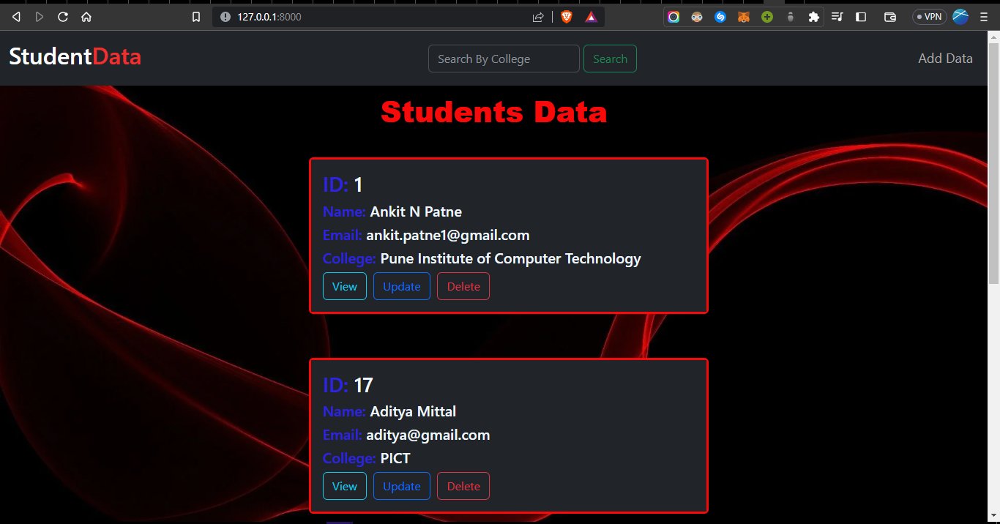 127.0.0.1:8000
VPN
StudentData
Search By College
Search
Add Data
Students Data
ID: 1
Name: Ankit N Patne
Email: ankit.patne1@gmail.com
College: Pune Institute of Computer Technology
View Update Delete
ID: 17
Name: Aditya Mittal
Email: aditya@gmail.com
College: PICT
View Update Delete